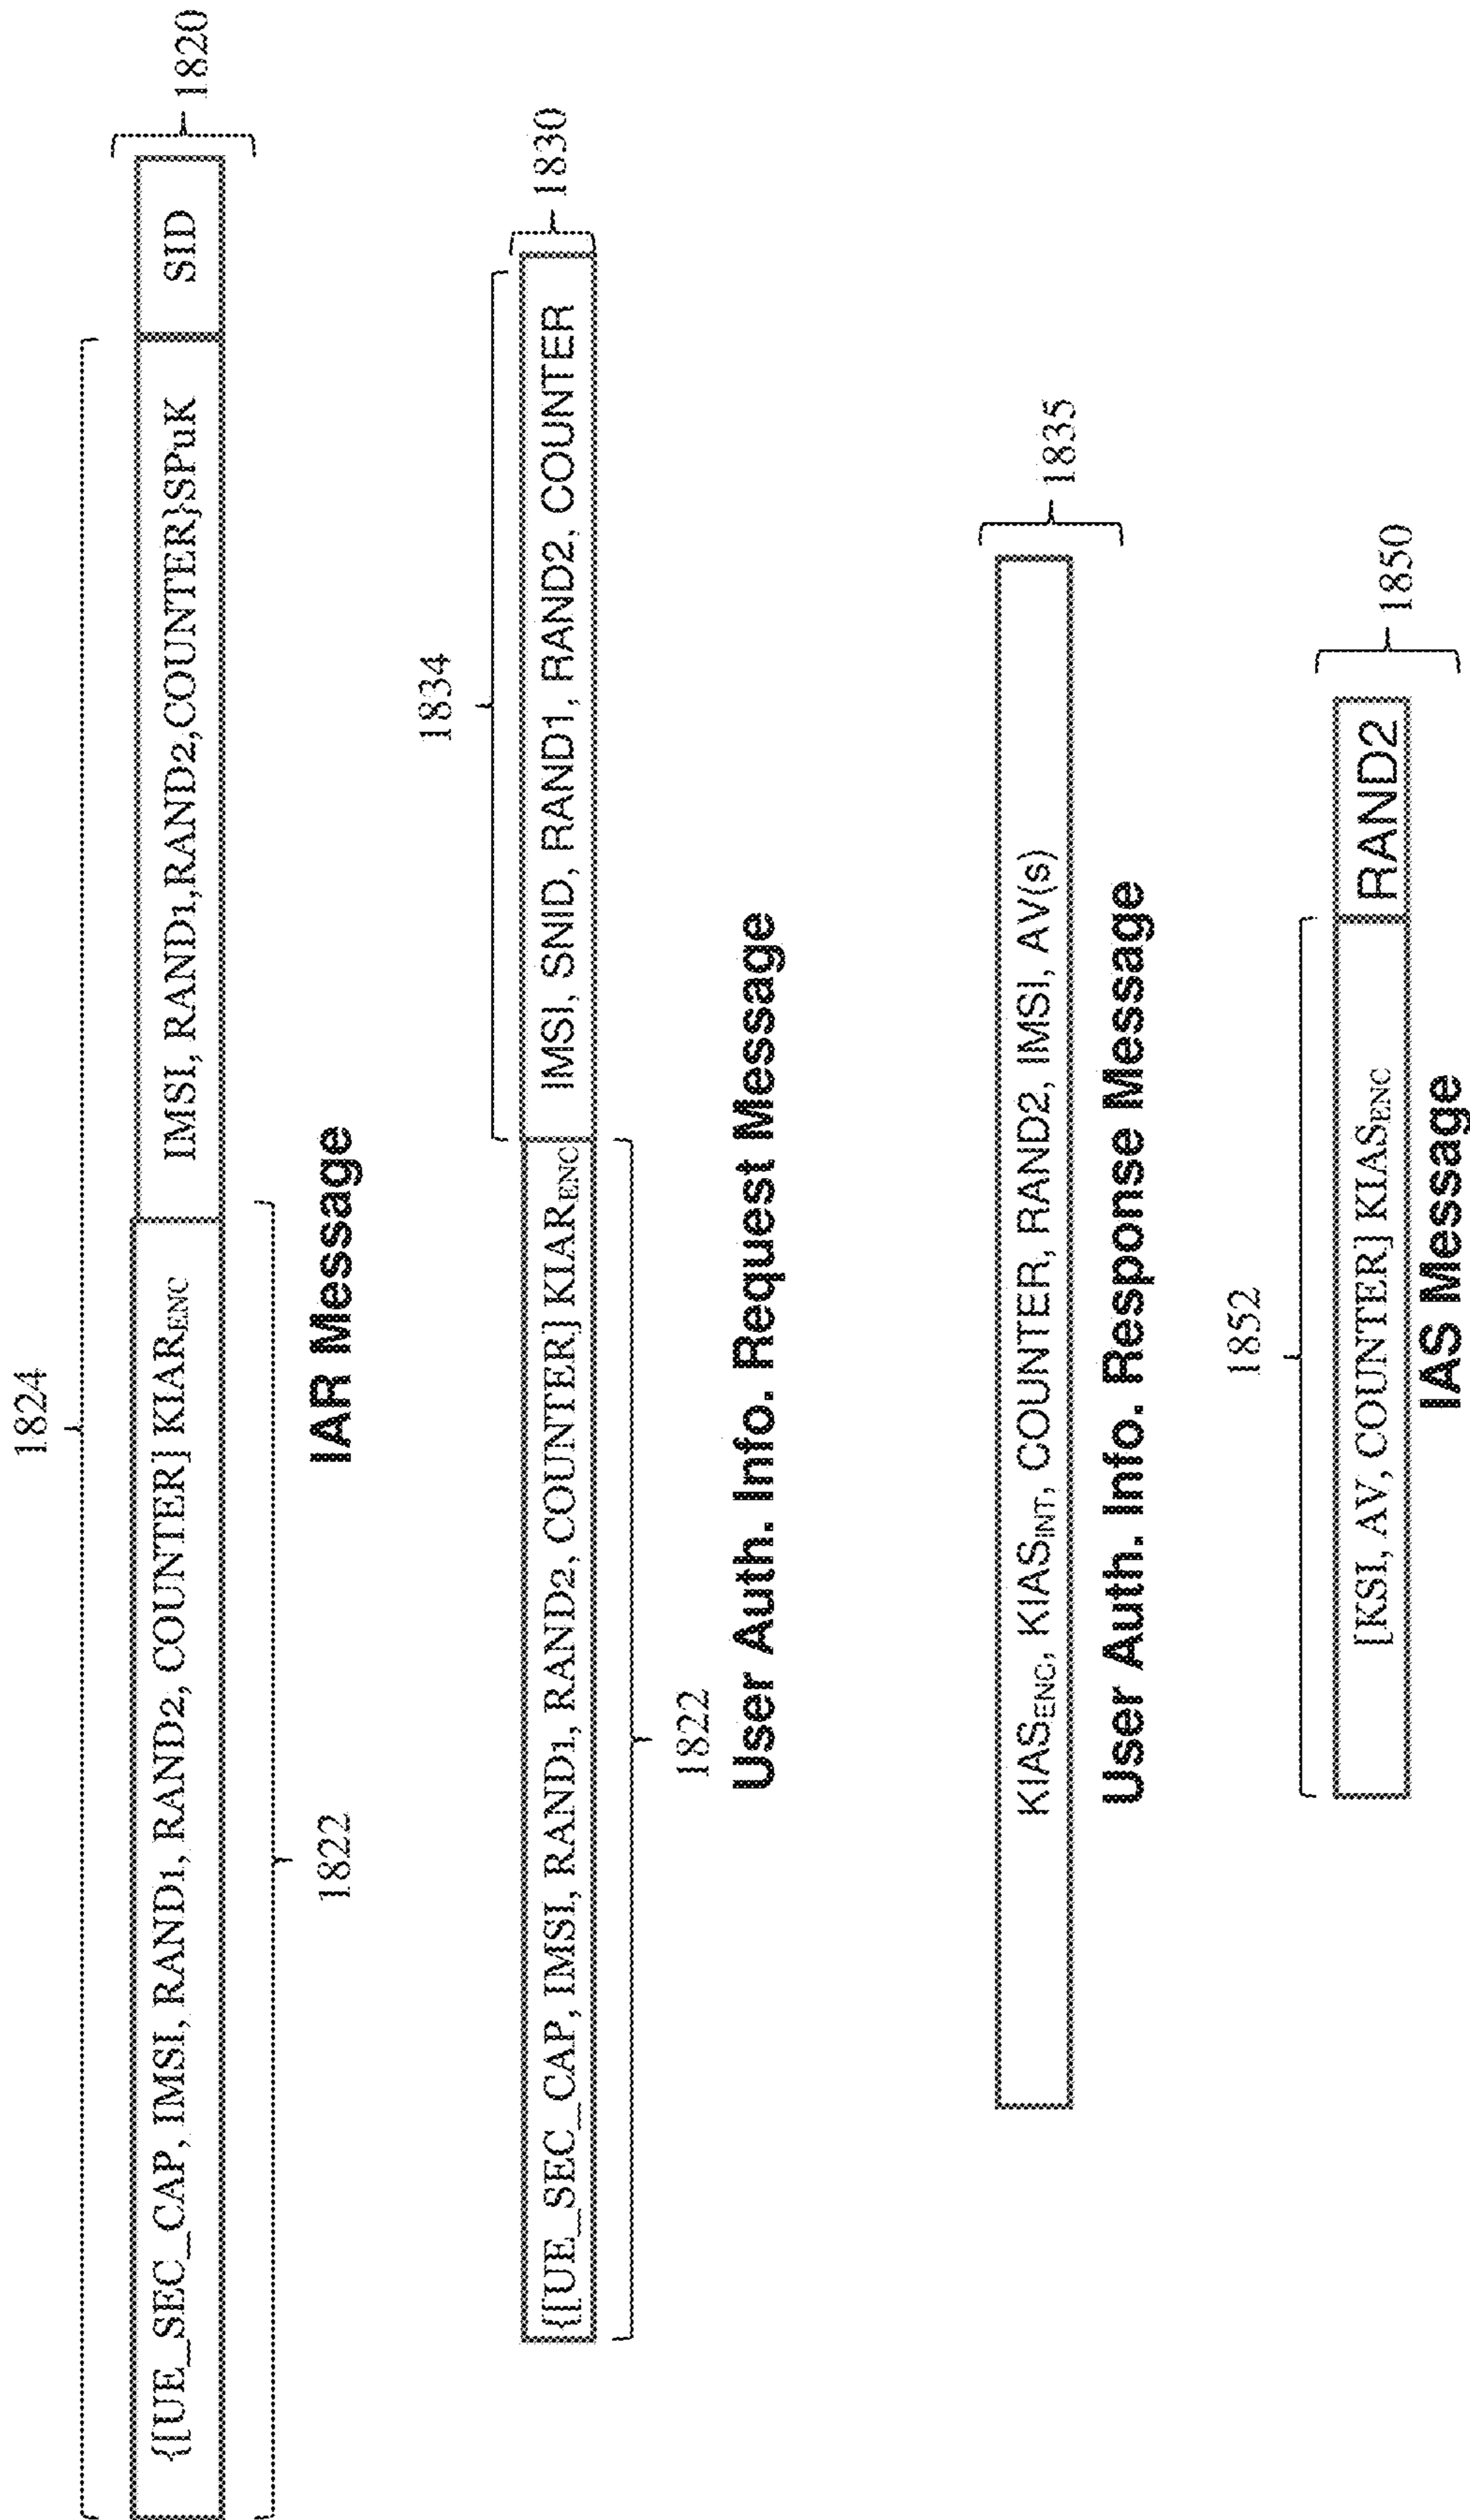 1824
{[UE_SEC_CAP, IMSI, RAND1, RAND2, COUNTER] KIARENC IMSI, RAND1,RAND2,COUNTER}SPuK SID 1820
1822
IAR Message
1834
{[UE_SEC_CAP, IMSI, RAND1, RAND2, COUNTER] KIARENC IMSI, SNID, RAND1, RAND2, COUNTER 1830
1822
User Auth. Info. Request Message
KIASENC, KIASINT, COUNTER, RAND2, IMSI, AV(s) 1835
User Auth. Info. Response Message
1852
[KSI, AV, COUNTER] KIASENC RAND2 1850
IAS Message